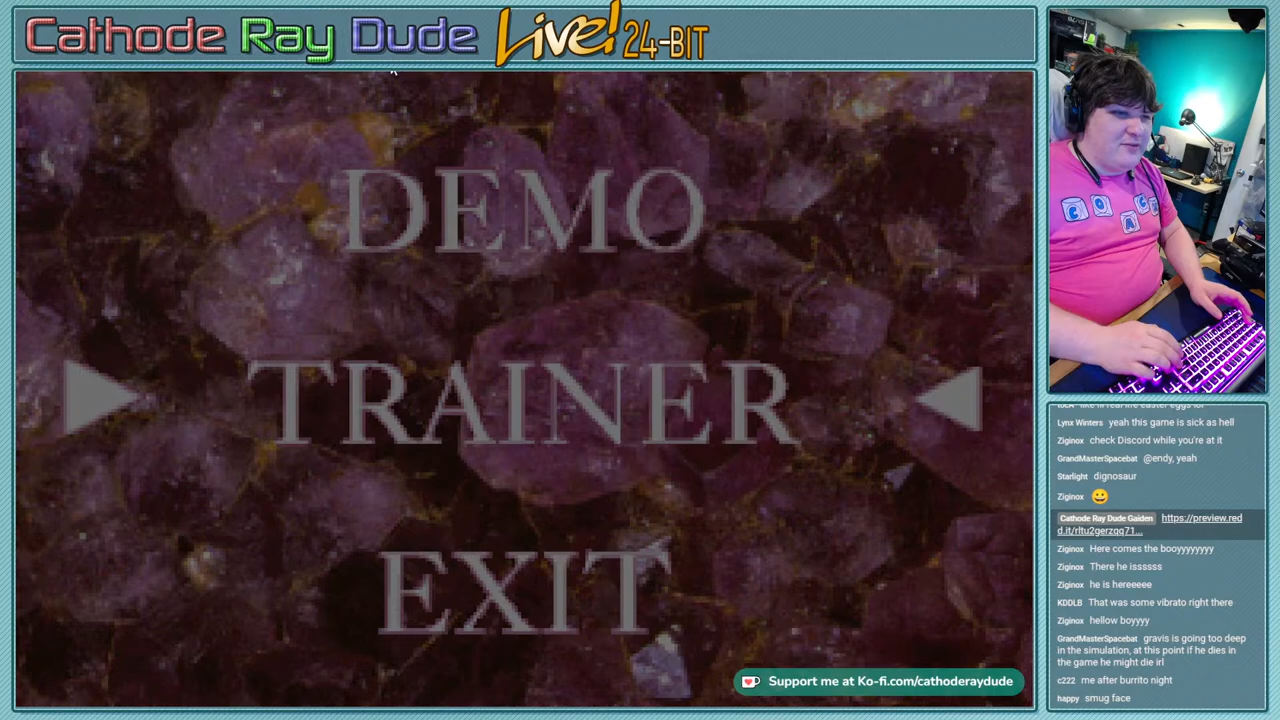 Cathode Ray Dude Live! 24-BIT
DEMO
TRAINER
EXIT
Support me at Ko-fi.com/cathoderaydude
Lynx Winters yeah this game is sick as hell
Ziginox check Discord while you're at it
GrandMasterSpacebat @endy, yeah
Starlight dignosaur
Ziginox 😀
Cathode Ray Dude Gaiden https://preview.red
d.it/rltu2gerzqq71...
Ziginox Here comes the booyyyyyyyy
Ziginox There he issssss
Ziginox he is hereeeee
KDDLB That was some vibrato right there
Ziginox hellow boyyyy
GrandMasterSpacebat gravis is going too deep
in the simulation, at this point if he dies in
the game he might die irl
c222 me after burrito night
happy smug face